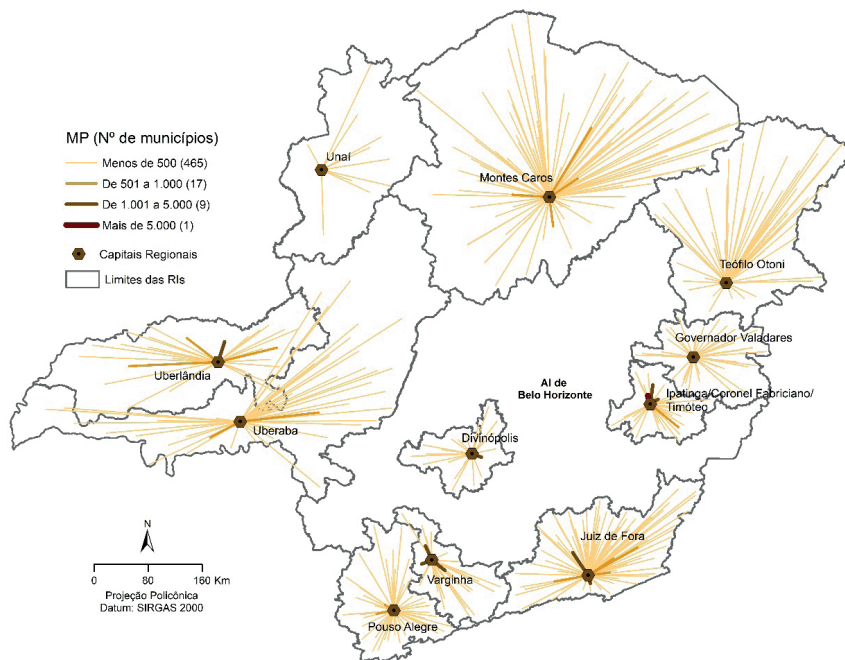 MP (Nº de municípios)
Menos de 500 (465)
De 501 a 1.000 (17)
De 1.001 a 5.000 (9)
Mais de 5.000 (1)
Capitais Regionais
Limites das RIs
Unaí
Montes Caros
Teófilo Otoni
Governador Valadares
Uberlândia
AI de
Belo Horizonte
Ipatinga/Coronel Fabriciano/
Timóteo
Uberaba
Divinópolis
Juiz de Fora
Varginha
Pouso Alegre
N
0 80 160 Km
Projeção Policônica
Datum: SIRGAS 2000